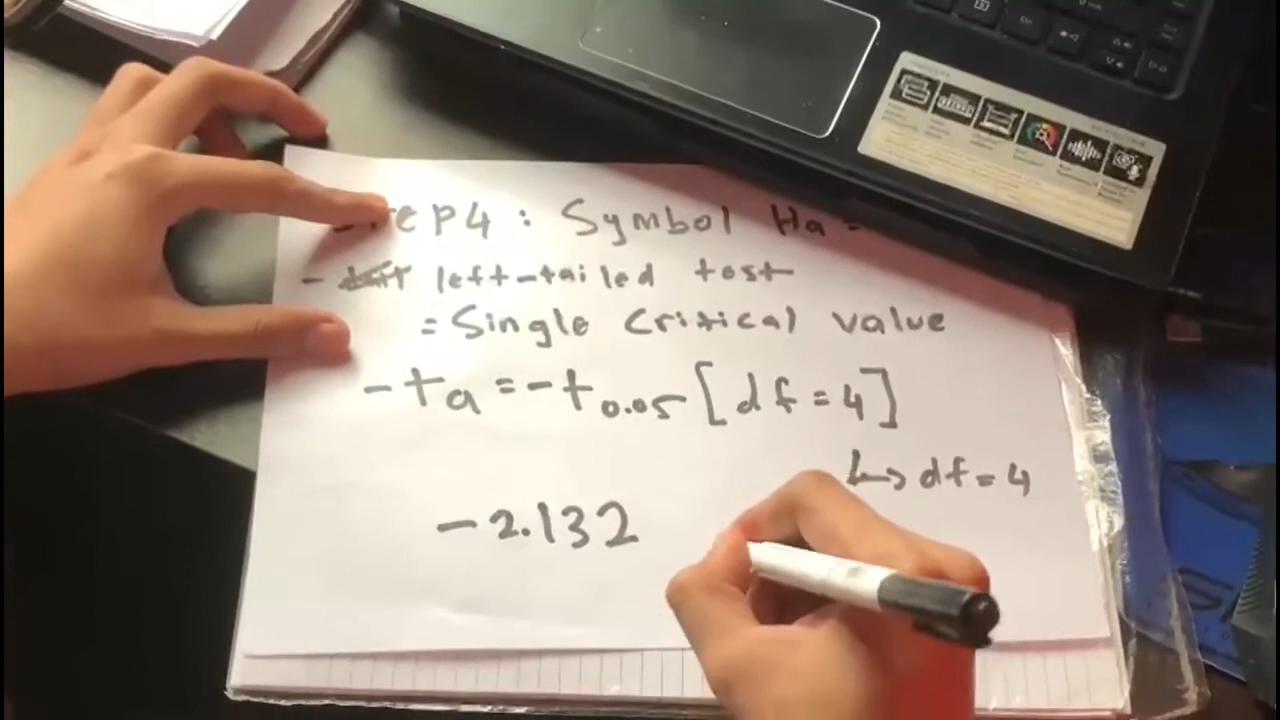 Step4 : Symbol Ha =
- left-tailed test
= Single critical value
-ta = -t0.05 [df = 4]
↳ df = 4
-2.132